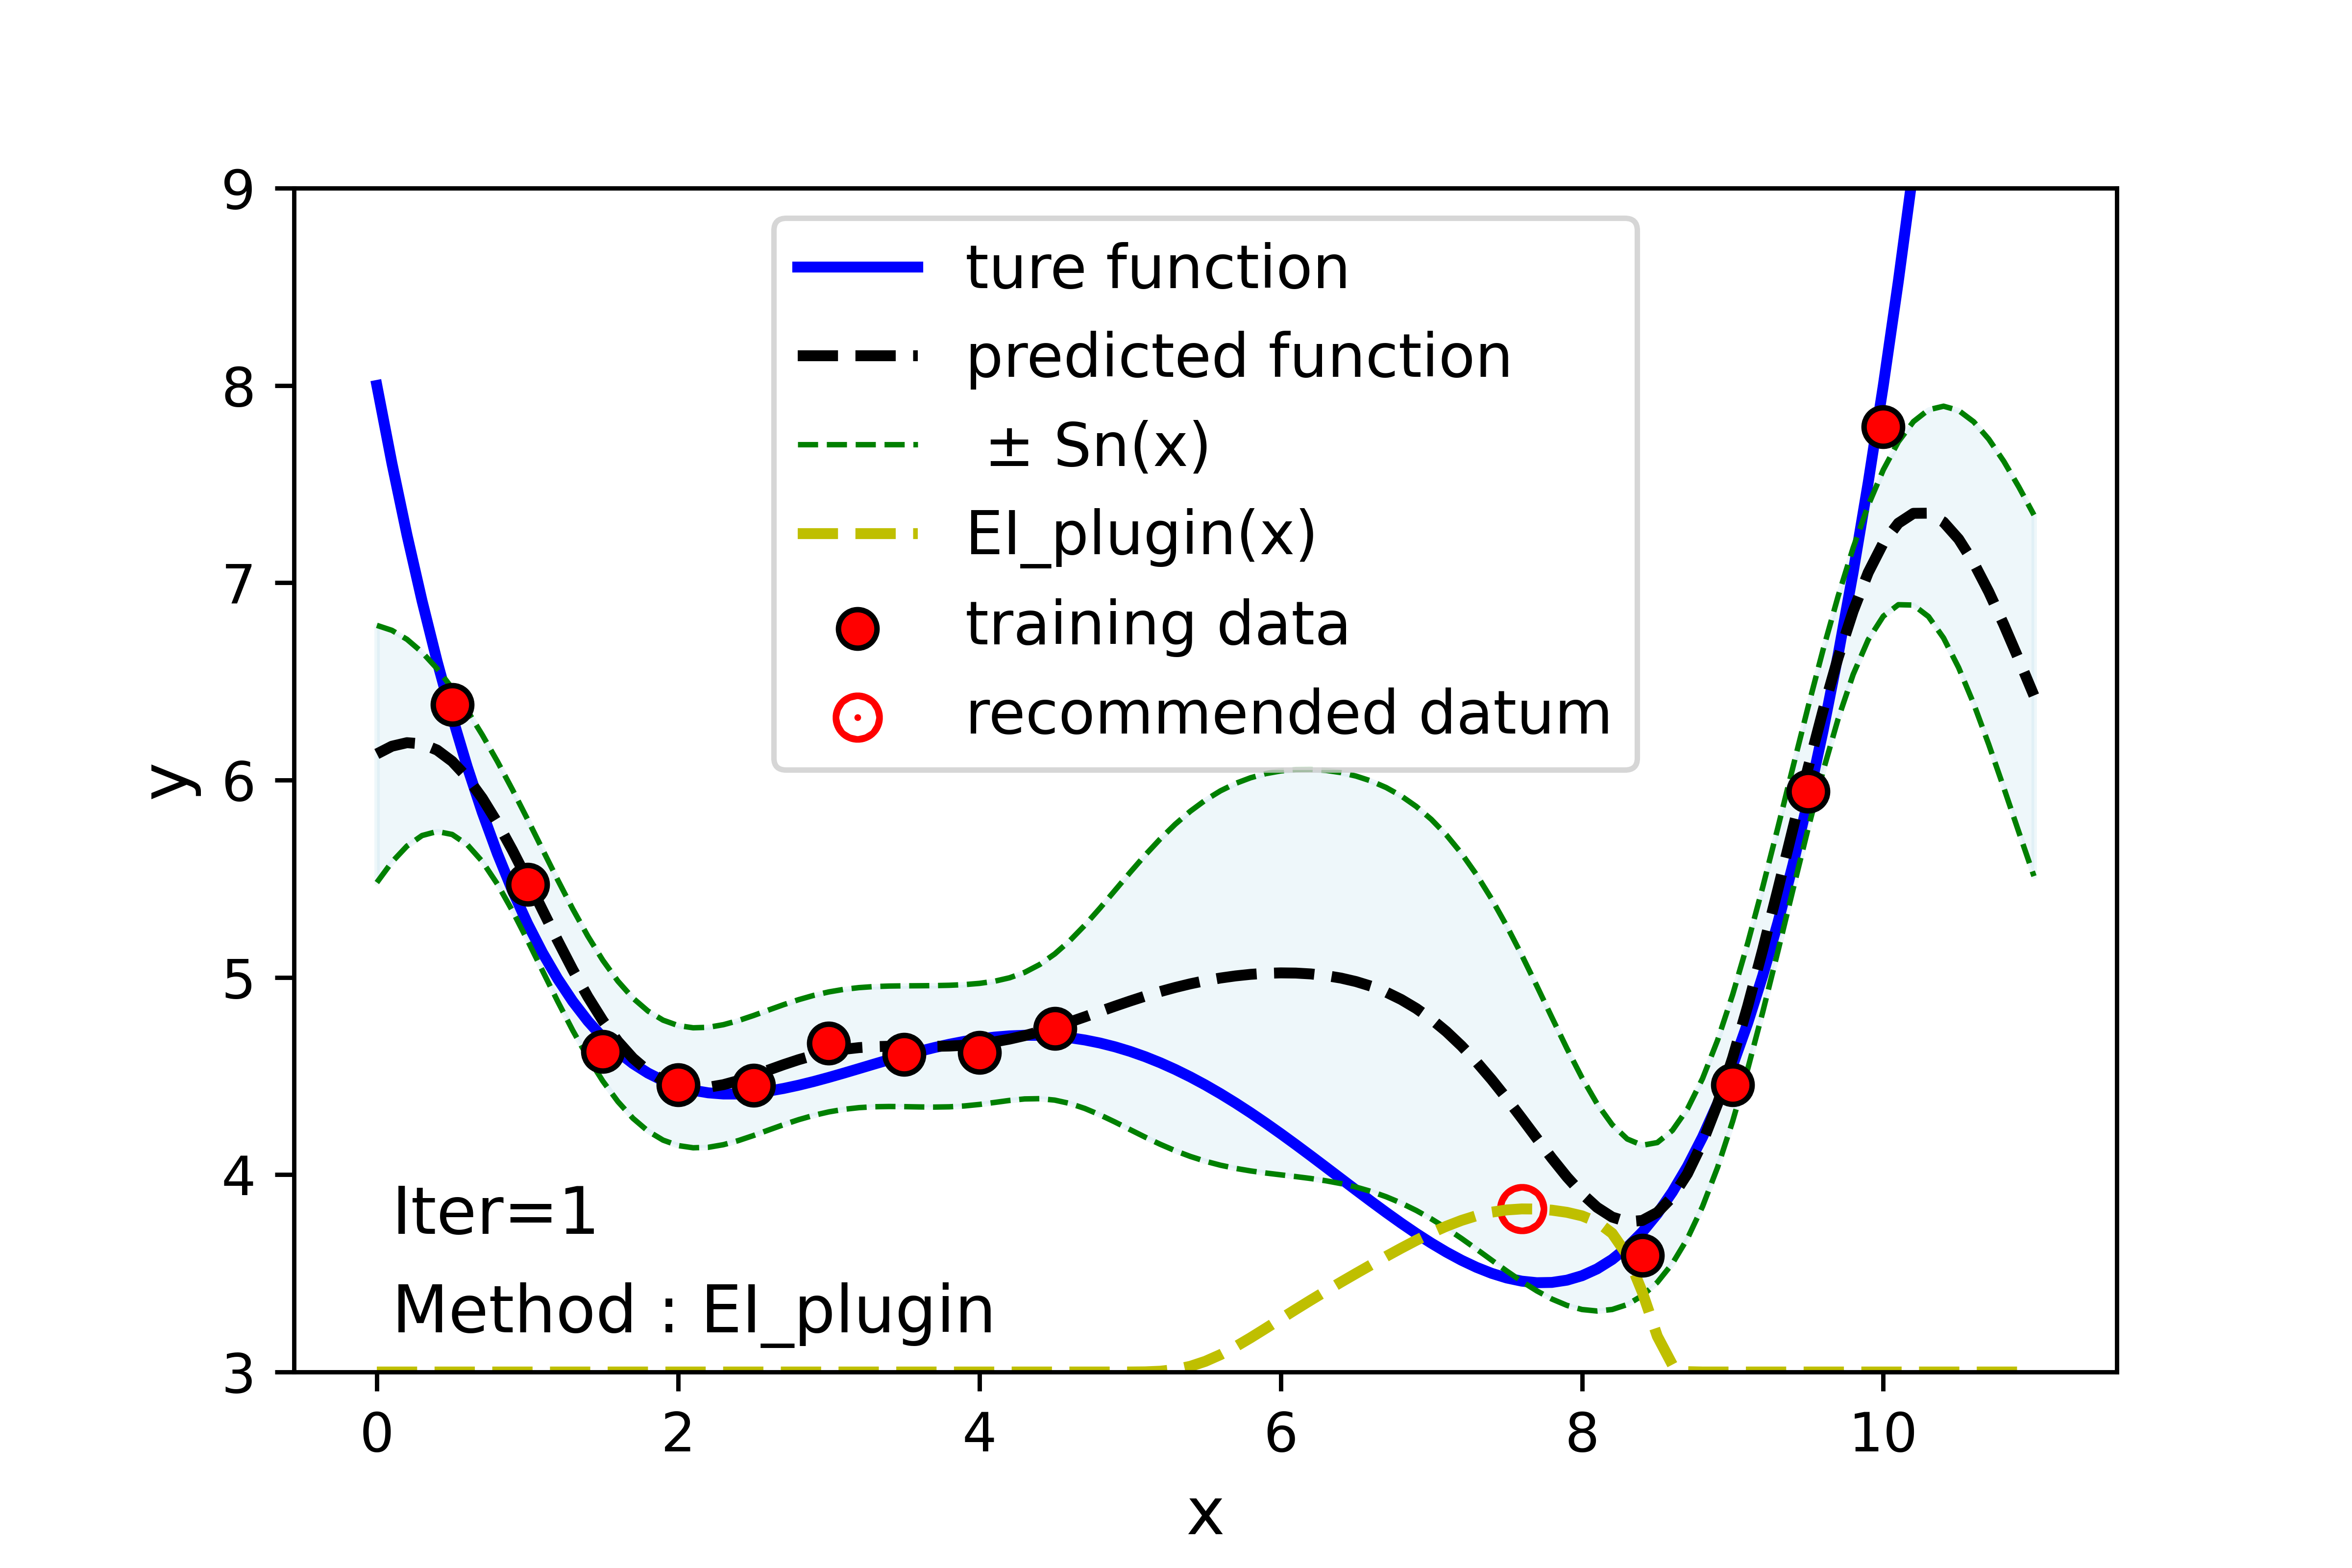 9
8
7
6
5
4
3
y
ture function
predicted function
± Sn(x)
EI_plugin(x)
training data
recommended datum
Iter=1
Method : EI_plugin
0 2 4 6 8 10
x